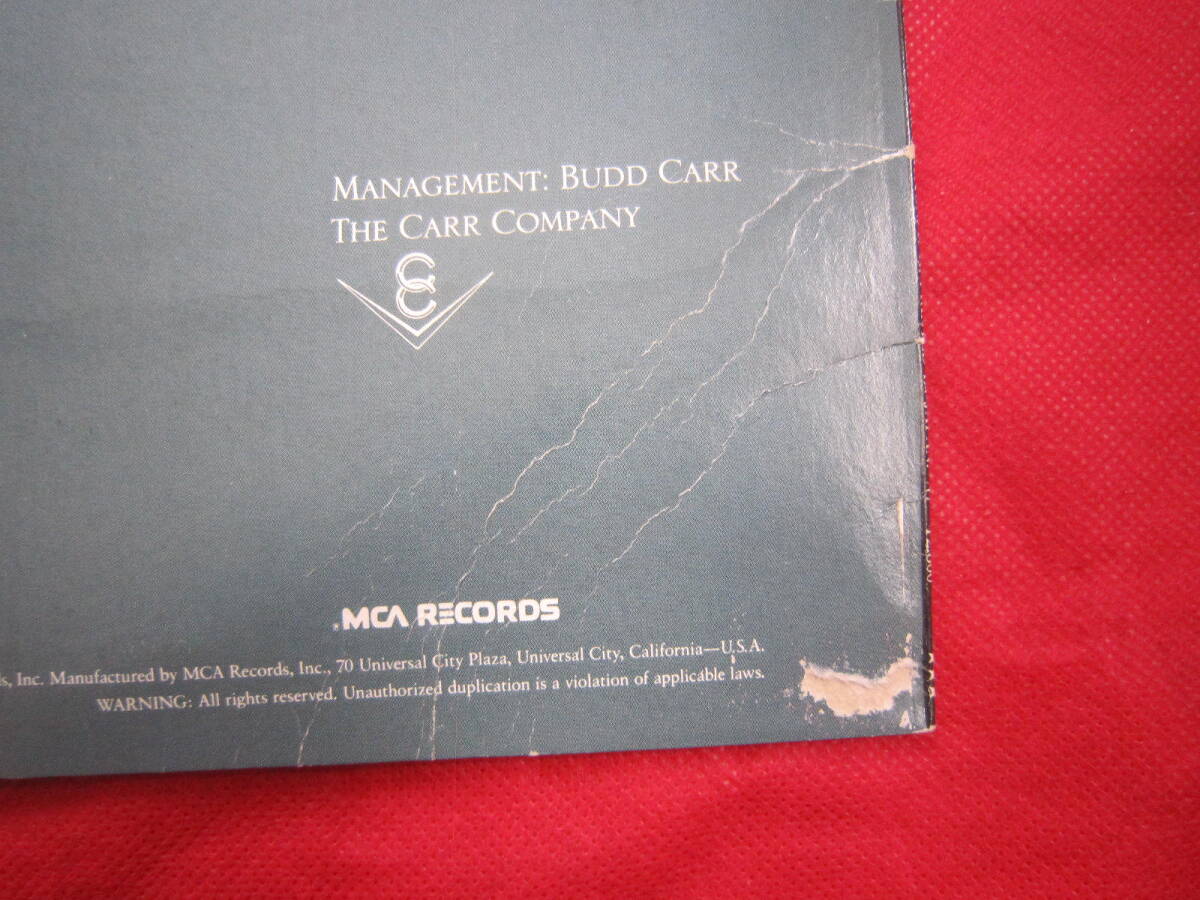 MANAGEMENT: BUDD CARR
THE CARR COMPANY
CC
MCA RECORDS
Inc. Manufactured by MCA Records, Inc., 70 Universal City Plaza, Universal City, California—U.S.A.
WARNING: All rights reserved. Unauthorized duplication is a violation of applicable laws.